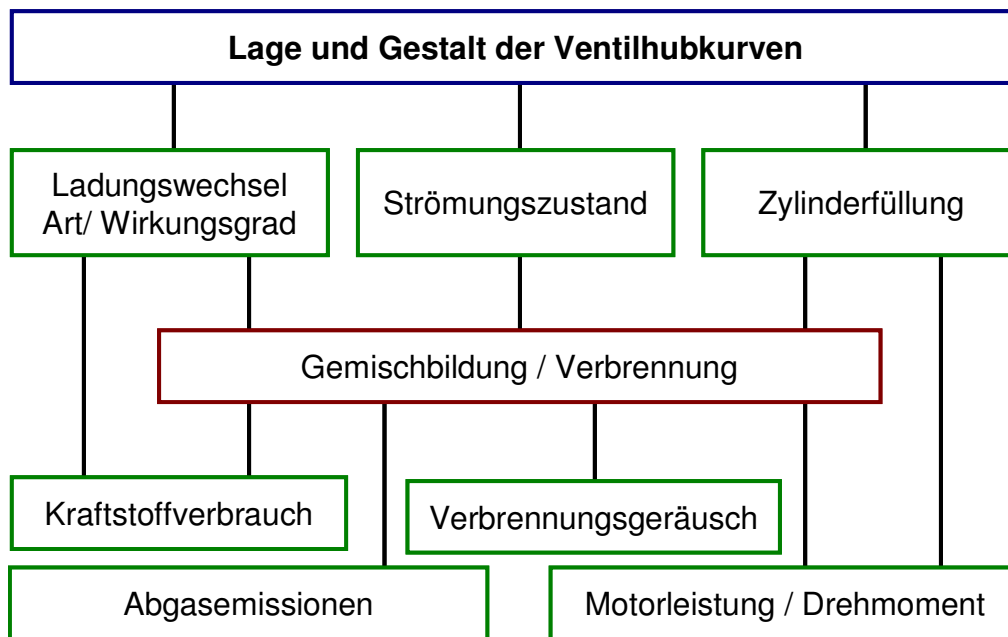 Lage und Gestalt der Ventilhubkurven
Ladungswechsel
Art/ Wirkungsgrad
Strömungszustand
Zylinderfüllung
Gemischbildung / Verbrennung
Kraftstoffverbrauch
Verbrennungsgeräusch
Abgasemissionen
Motorleistung / Drehmoment